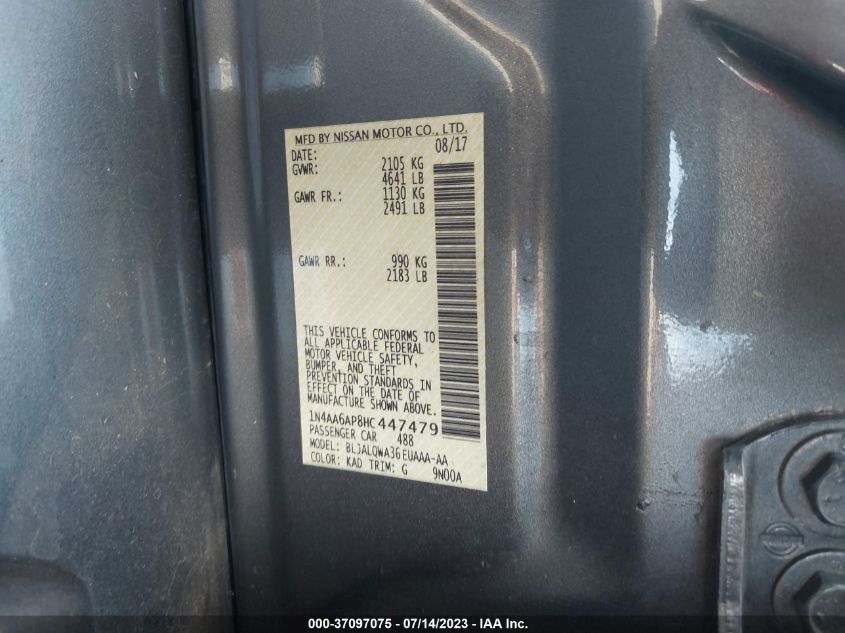 MFD BY NISSAN MOTOR CO., LTD.
DATE: 08/17
GVWR: 2105 KG
4641 LB
GAWR FR.: 1130 KG
2491 LB
GAWR RR.: 990 KG
2183 LB
THIS VEHICLE CONFORMS TO
ALL APPLICABLE FEDERAL
MOTOR VEHICLE SAFETY,
BUMPER, AND THEFT
PREVENTION STANDARDS IN
EFFECT ON THE DATE OF
MANUFACTURE SHOWN ABOVE.
1N4AA6AP8HC447479
PASSENGER CAR 488
MODEL: BLJALQWA36EUAAA-AA
COLOR: KAD TRIM: G 9N00A
000-37097075 - 07/14/2023 - IAA Inc.